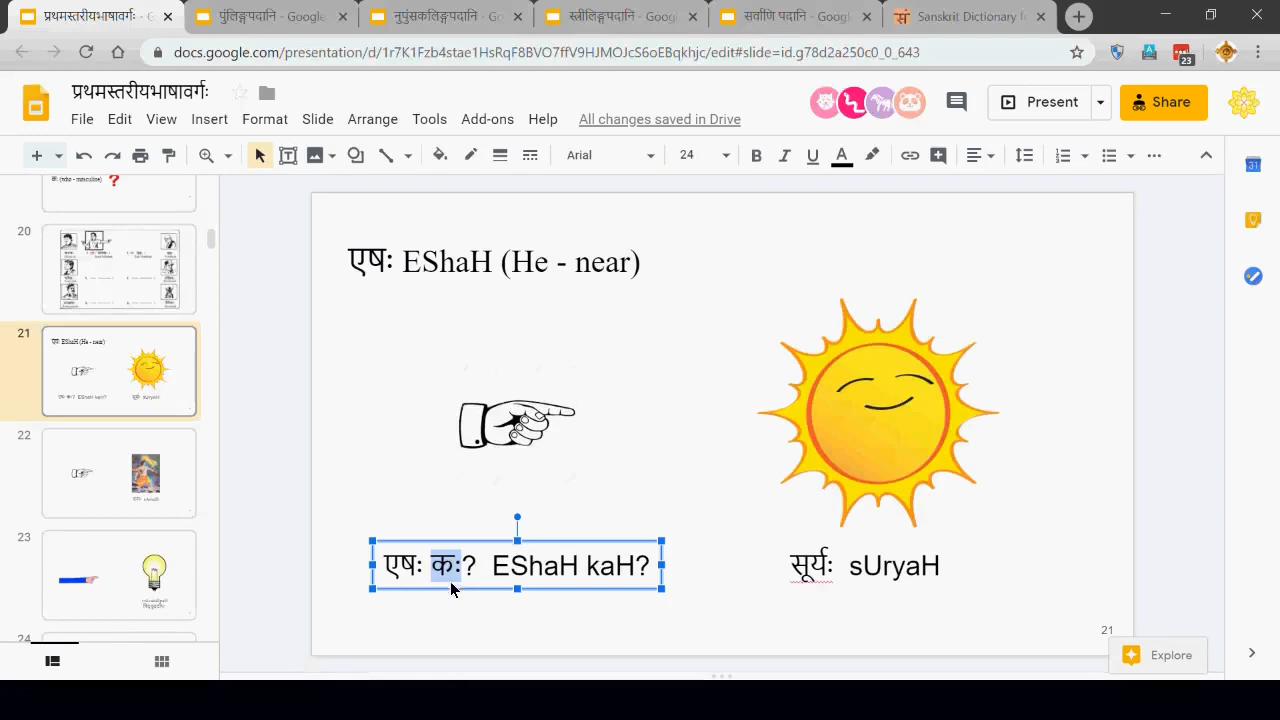 प्रथमस्तरीयभाषावर्गः - Goo
पुंलिङ्गपदानि - Google
नपुंसकलिङ्गपदानि - Go
स्त्रीलिङ्गपदानि - Goog
सर्वाणि पदानि - Googl
Sanskrit Dictionary f
docs.google.com/presentation/d/1r7K1Fzb4stae1HsRqF8BVO7ffV9HJMOJcS6oEBqkhjc/edit#slide=id.g78d2a250c0_0_643
23
प्रथमस्तरीयभाषावर्गः
Present
Share
File Edit View Insert Format Slide Arrange Tools Add-ons Help All changes saved in Drive
Arial 24
B I U A
20
21
22
23
24
एषः EShaH (He - near)
एषः कः? EShaH kaH?
सूर्यः sUryaH
21
Explore